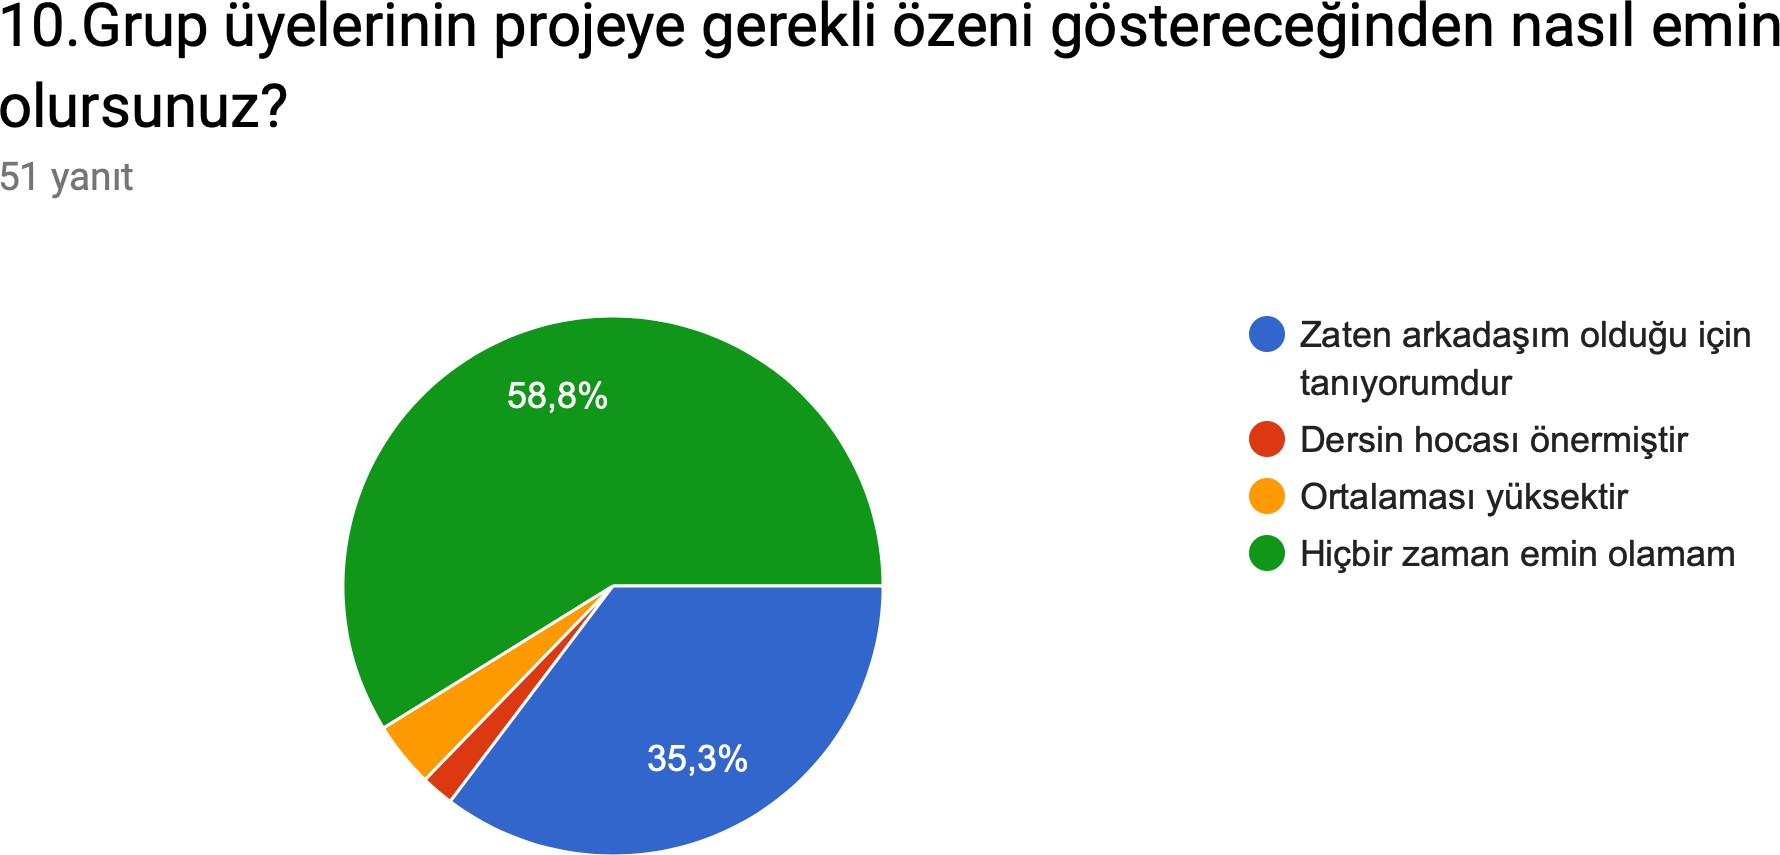 10.Grup üyelerinin projeye gerekli özeni göstereceğinden nasıl emin
olursunuz?
51 yanıt
58,8%
35,3%
Zaten arkadaşım olduğu için
tanıyorumdur
Dersin hocası önermiştir
Ortalaması yüksektir
Hiçbir zaman emin olamam